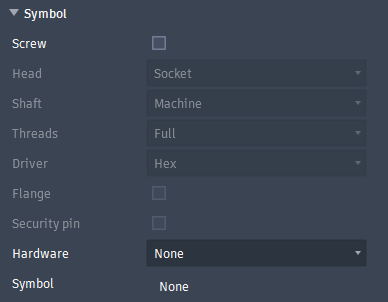 Symbol
Screw
Head Socket
Shaft Machine
Threads Full
Driver Hex
Flange
Security pin
Hardware None
Symbol None